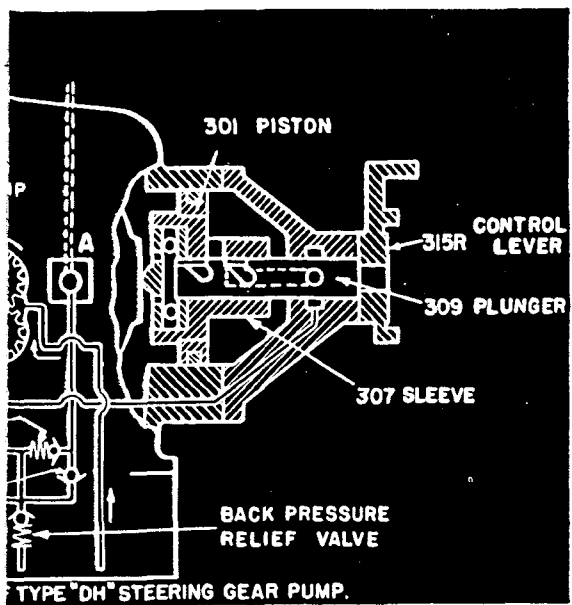 301 PISTON
A
315R CONTROL
LEVER
309 PLUNGER
307 SLEEVE
BACK PRESSURE
RELIEF VALVE
TYPE "DH" STEERING GEAR PUMP.